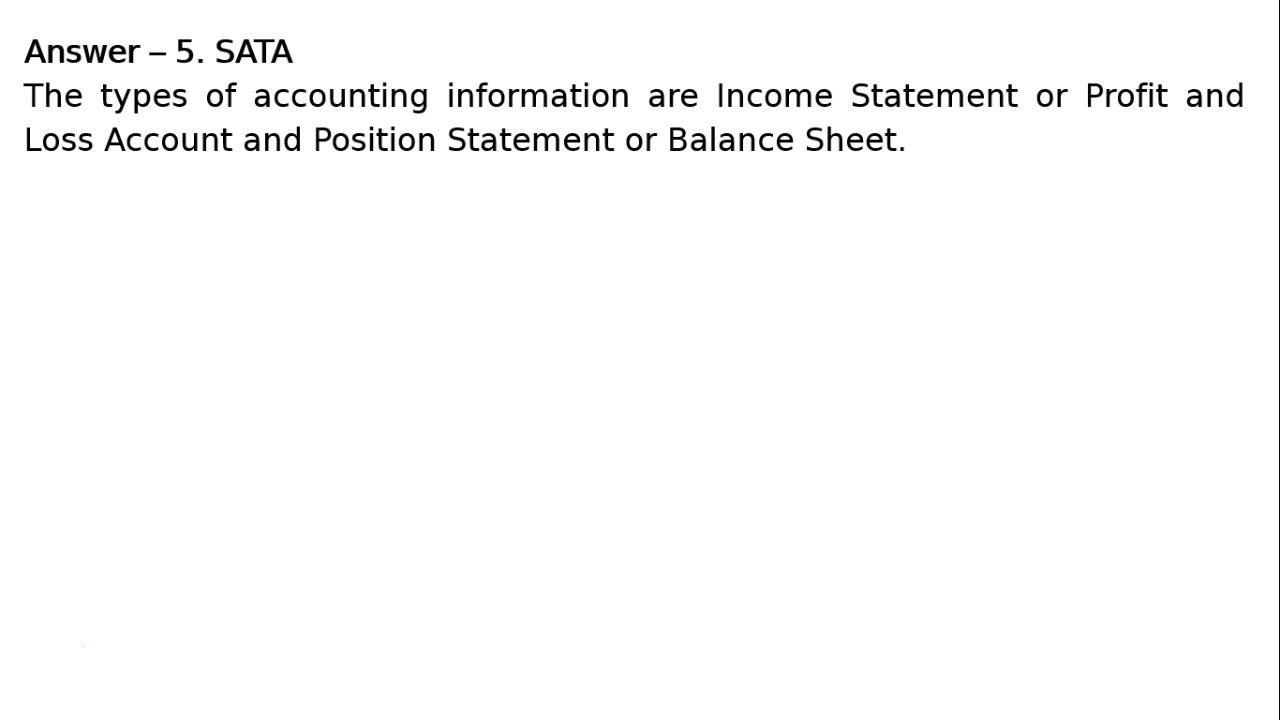 Answer – 5. SATA
The types of accounting information are Income Statement or Profit and
Loss Account and Position Statement or Balance Sheet.